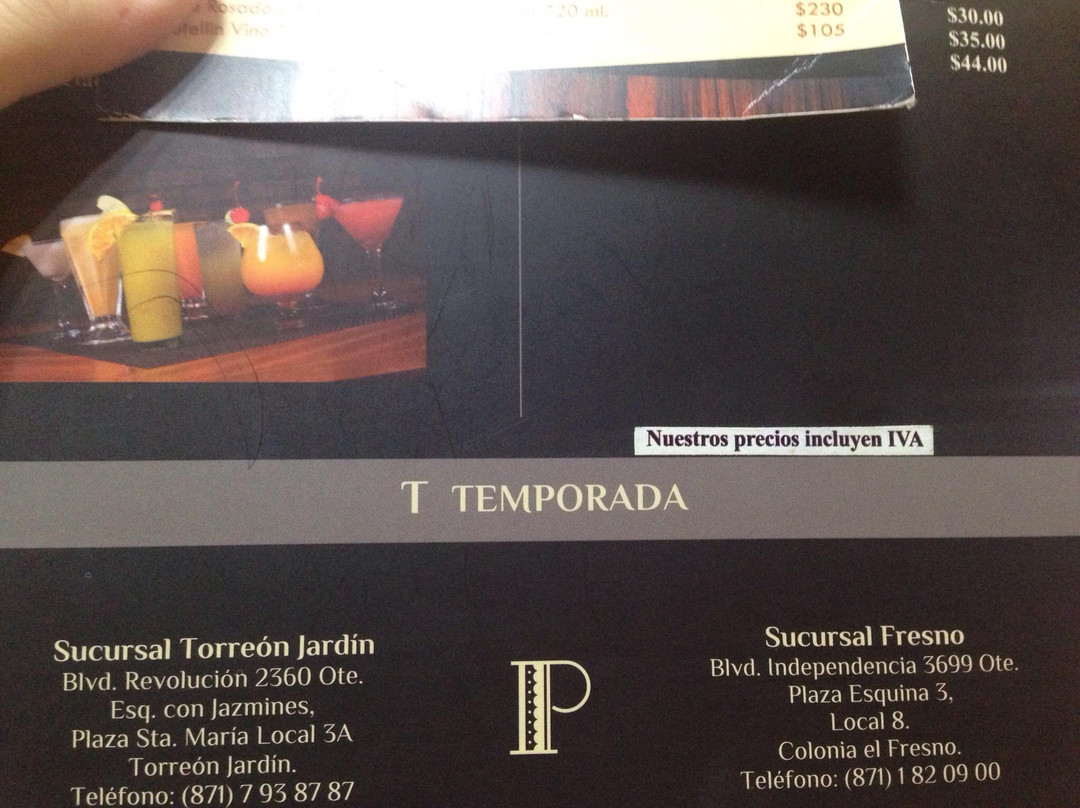 Rosado
720 ml.
$230
Vino
$105
$30.00
$35.00
$44.00
Nuestros precios incluyen IVA
T TEMPORADA
Sucursal Torreón Jardín
Blvd. Revolución 2360 Ote.
Esq. con Jazmines,
Plaza Sta. María Local 3A
Torreón Jardín.
Teléfono: (871) 7 93 87 87
P
Sucursal Fresno
Blvd. Independencia 3699 Ote.
Plaza Esquina 3,
Local 8.
Colonia el Fresno.
Teléfono: (871) 1 82 09 00